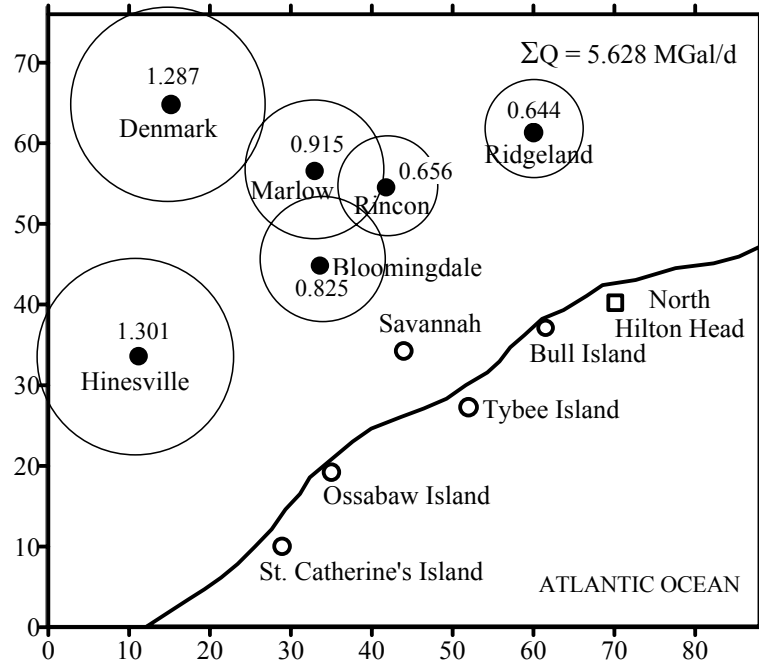 ΣQ = 5.628 MGal/d
1.287
Denmark
0.915
Marlow
0.656
Rincon
0.644
Ridgeland
Bloomingdale
0.825
1.301
Hinesville
Savannah
North
Hilton Head
Bull Island
Tybee Island
Ossabaw Island
St. Catherine's Island
ATLANTIC OCEAN
70
60
50
40
30
20
10
0
0 10 20 30 40 50 60 70 80